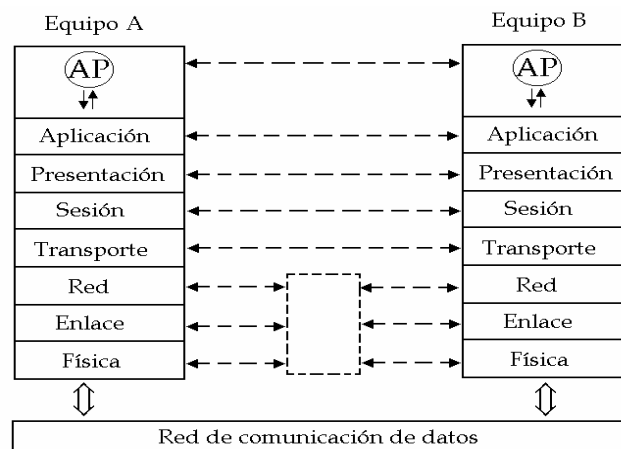 Equipo A
Equipo B
AP
AP
Aplicación
Aplicación
Presentación
Presentación
Sesión
Sesión
Transporte
Transporte
Red
Red
Enlace
Enlace
Física
Física
Red de comunicación de datos